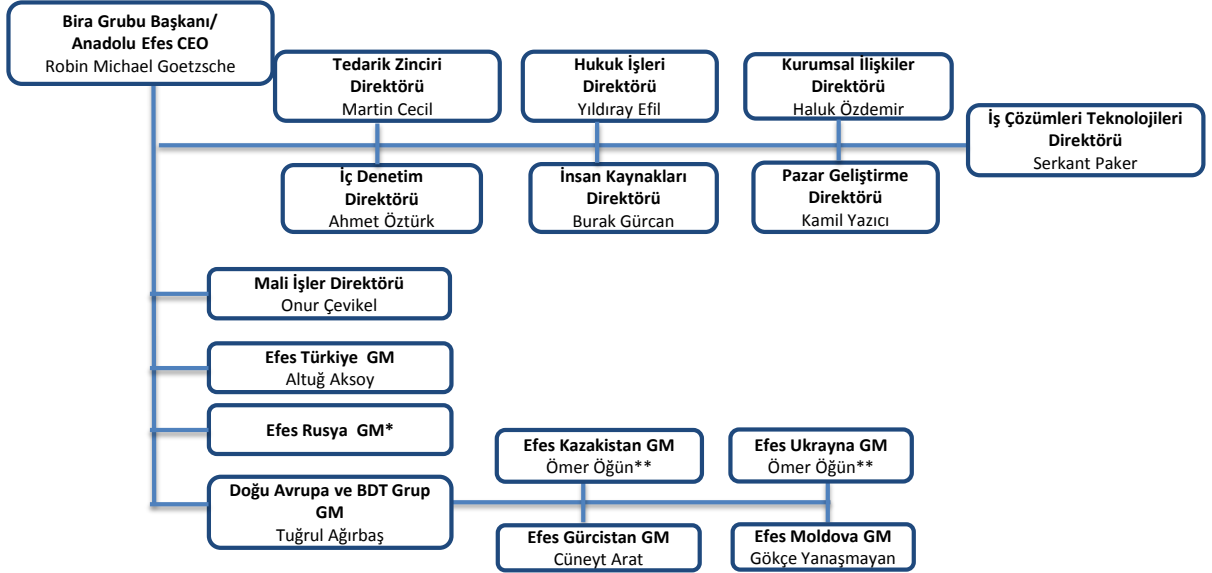 Bira Grubu Başkanı/
Anadolu Efes CEO
Robin Michael Goetzsche
Tedarik Zinciri
Direktörü
Martin Cecil
Hukuk İşleri
Direktörü
Yıldıray Efil
Kurumsal İlişkiler
Direktörü
Haluk Özdemir
İş Çözümleri Teknolojileri
Direktörü
Serkant Paker
İç Denetim
Direktörü
Ahmet Öztürk
İnsan Kaynakları
Direktörü
Burak Gürcan
Pazar Geliştirme
Direktörü
Kamil Yazıcı
Mali İşler Direktörü
Onur Çevikel
Efes Türkiye GM
Altuğ Aksoy
Efes Rusya GM*
Doğu Avrupa ve BDT Grup
GM
Tuğrul Ağırbaş
Efes Kazakistan GM
Ömer Öğün**
Efes Ukrayna GM
Ömer Öğün**
Efes Gürcistan GM
Cüneyt Arat
Efes Moldova GM
Gökçe Yanaşmayan